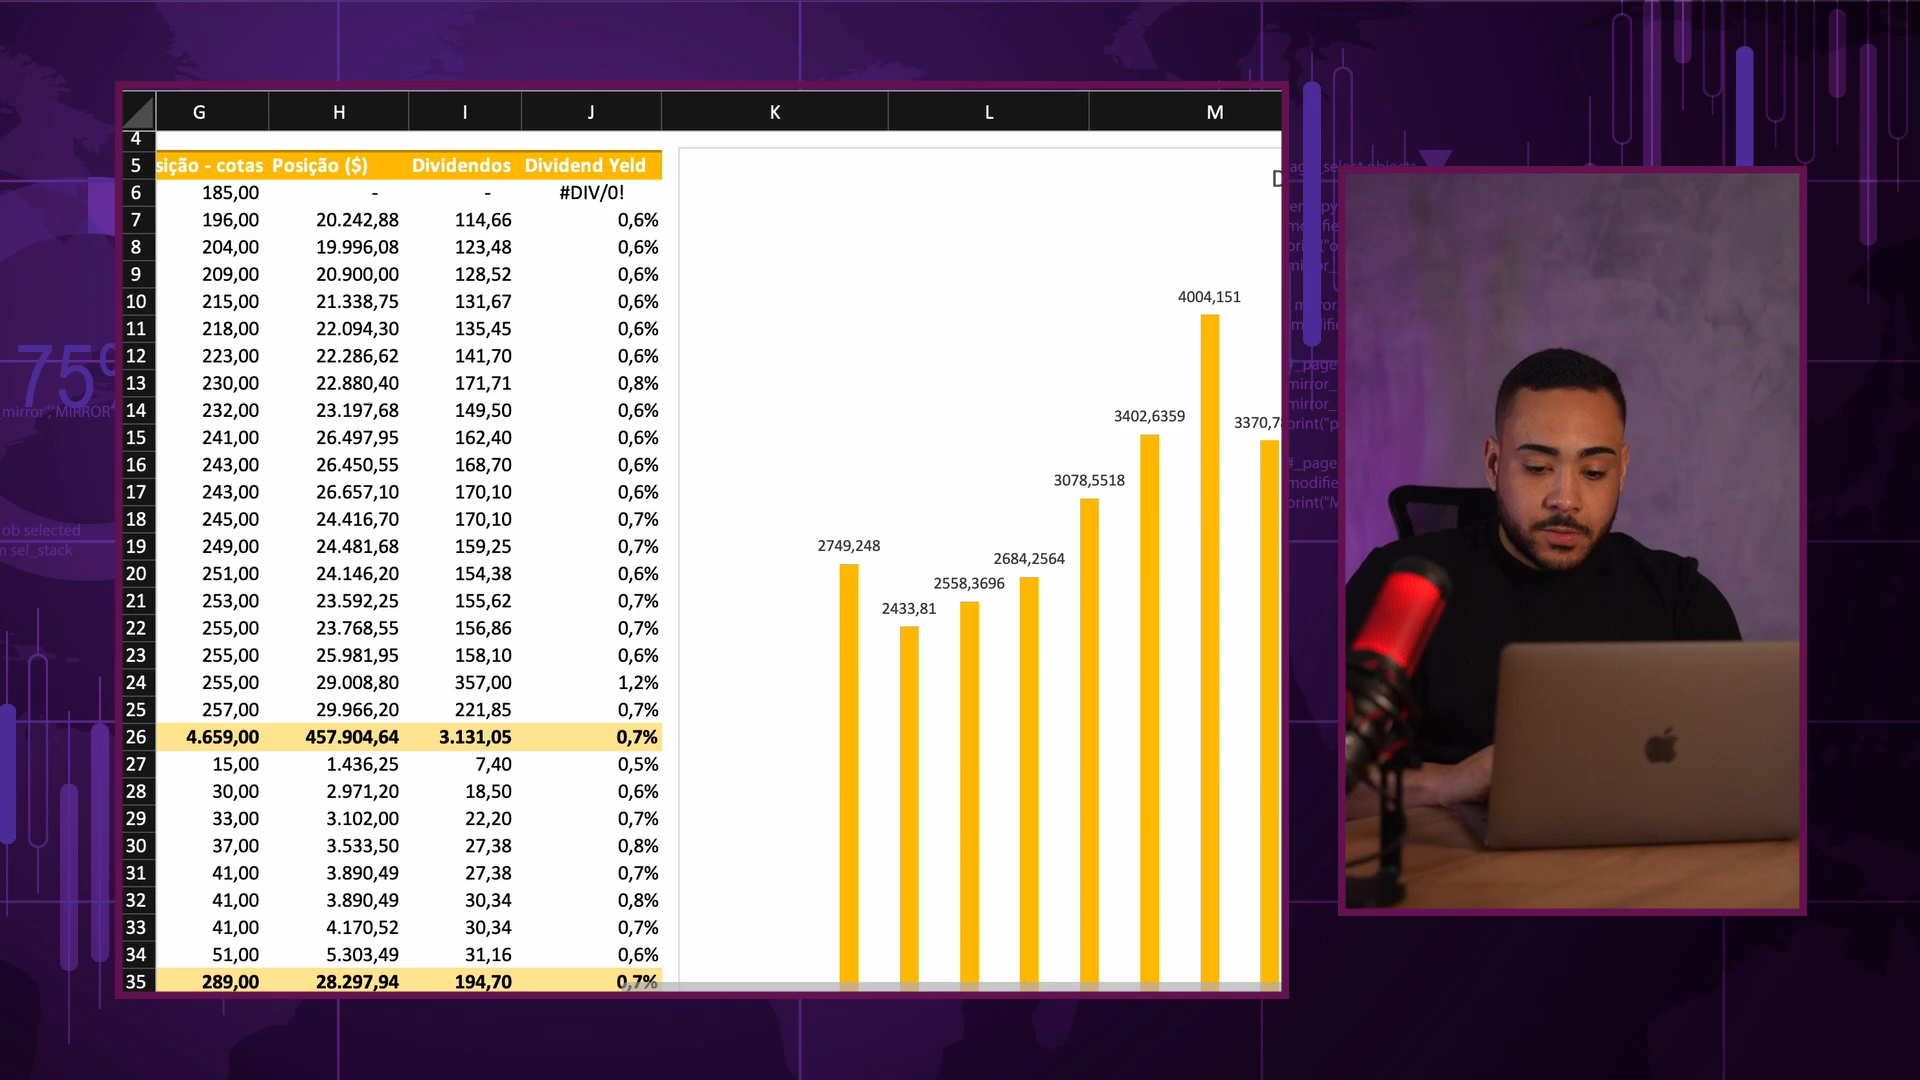 G H I J K L M
4
5 sição - cotas Posição ($) Dividendos Dividend Yeld
6 185,00 - - #DIV/0!
7 196,00 20.242,88 114,66 0,6%
8 204,00 19.996,08 123,48 0,6%
9 209,00 20.900,00 128,52 0,6%
10 215,00 21.338,75 131,67 0,6%
11 218,00 22.094,30 135,45 0,6%
12 223,00 22.286,62 141,70 0,6%
13 230,00 22.880,40 171,71 0,8%
14 232,00 23.197,68 149,50 0,6%
15 241,00 26.497,95 162,40 0,6%
16 243,00 26.450,55 168,70 0,6%
17 243,00 26.657,10 170,10 0,6%
18 245,00 24.416,70 170,10 0,7%
19 249,00 24.481,68 159,25 0,7%
20 251,00 24.146,20 154,38 0,6%
21 253,00 23.592,25 155,62 0,7%
22 255,00 23.768,55 156,86 0,7%
23 255,00 25.981,95 158,10 0,6%
24 255,00 29.008,80 357,00 1,2%
25 257,00 29.966,20 221,85 0,7%
26 4.659,00 457.904,64 3.131,05 0,7%
27 15,00 1.436,25 7,40 0,5%
28 30,00 2.971,20 18,50 0,6%
29 33,00 3.102,00 22,20 0,7%
30 37,00 3.533,50 27,38 0,8%
31 41,00 3.890,49 27,38 0,7%
32 41,00 3.890,49 30,34 0,8%
33 41,00 4.170,52 30,34 0,7%
34 51,00 5.303,49 31,16 0,6%
35 289,00 28.297,94 194,70 0,7%
D
2749,248
2433,81
2558,3696
2684,2564
3078,5518
3402,6359
4004,151
3370,7
75%
_mirror","MIRROR"
ob selected
sel_stack
select objects